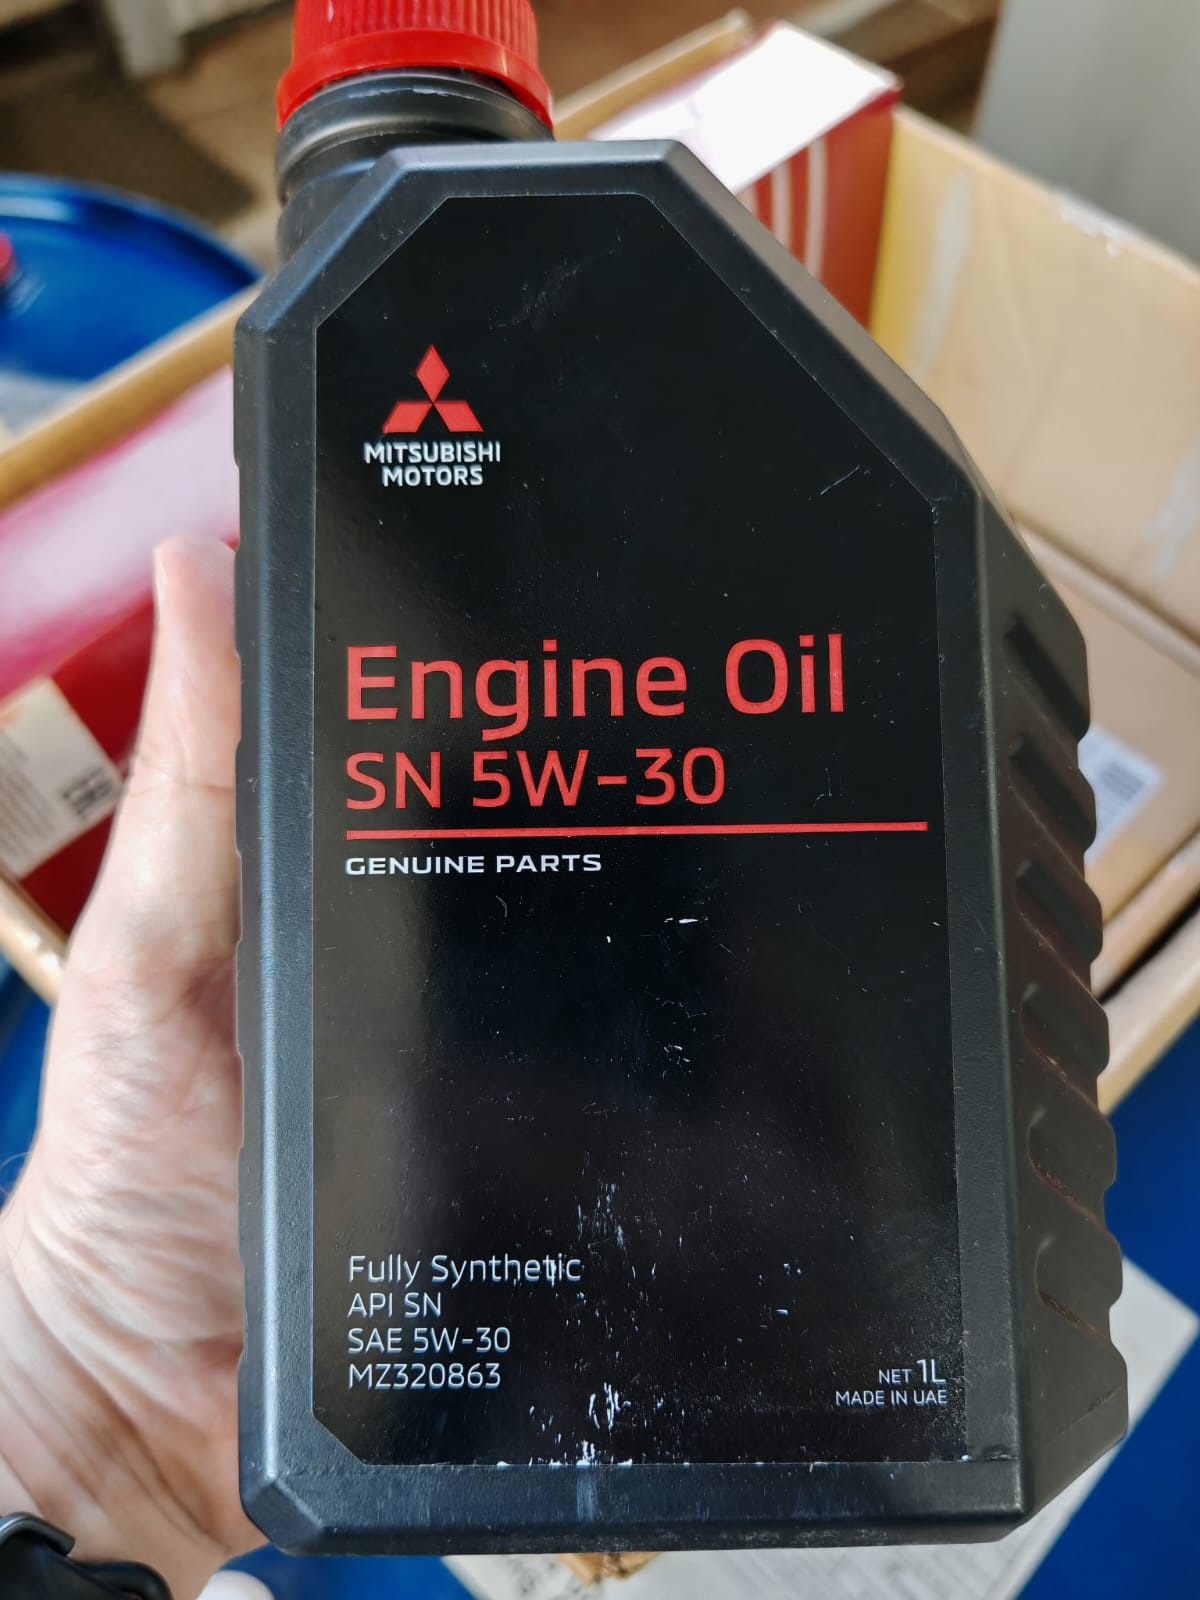 MITSUBISHI
MOTORS
Engine Oil
SN 5W-30
GENUINE PARTS
Fully Synthetic
API SN
SAE 5W-30
MZ320863
NET 1L
MADE IN UAE